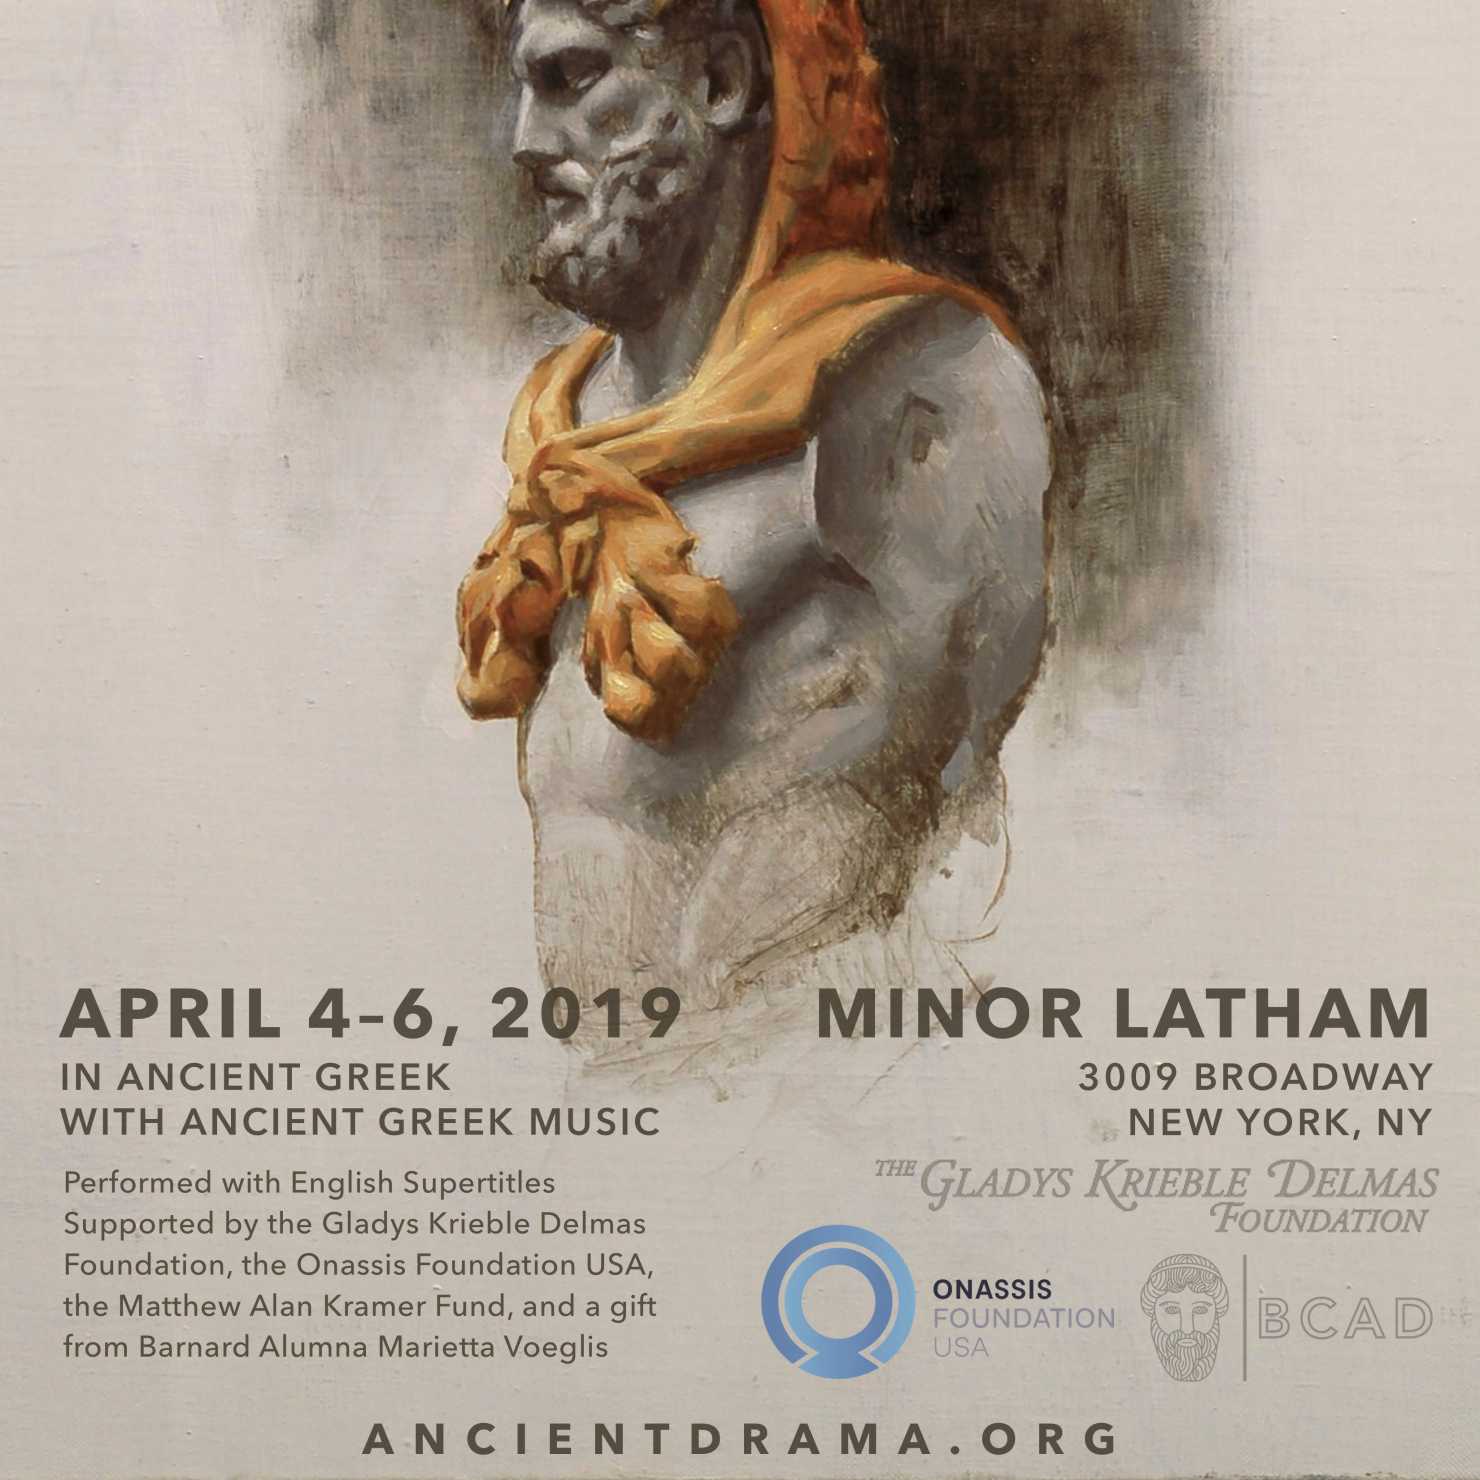 APRIL 4–6, 2019
IN ANCIENT GREEK
WITH ANCIENT GREEK MUSIC
Performed with English Supertitles
Supported by the Gladys Krieble Delmas
Foundation, the Onassis Foundation USA,
the Matthew Alan Kramer Fund, and a gift
from Barnard Alumna Marietta Voeglis
MINOR LATHAM
3009 BROADWAY
NEW YORK, NY
THE GLADYS KRIEBLE DELMAS
FOUNDATION
ONASSIS
FOUNDATION
USA
BCAD
ANCIENTDRAMA.ORG